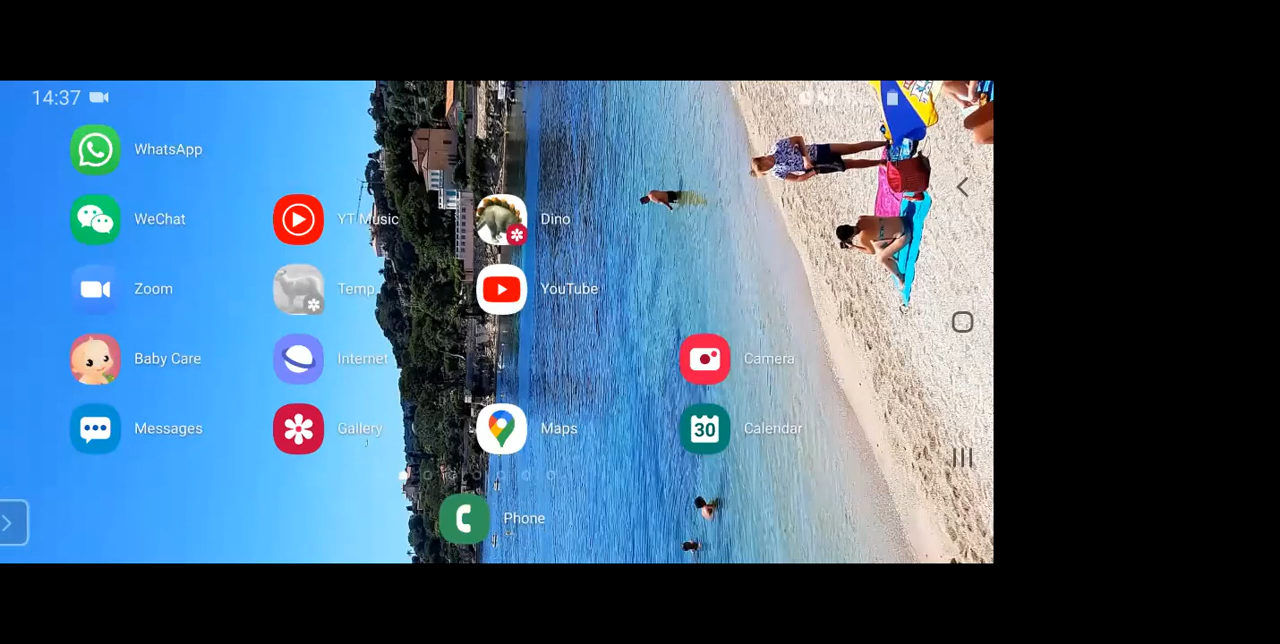 14:37
WhatsApp
WeChat
YT Music
Dino
Zoom
Temp
YouTube
Baby Care
Internet
Camera
Messages
Gallery
Maps
30
Calendar
Phone